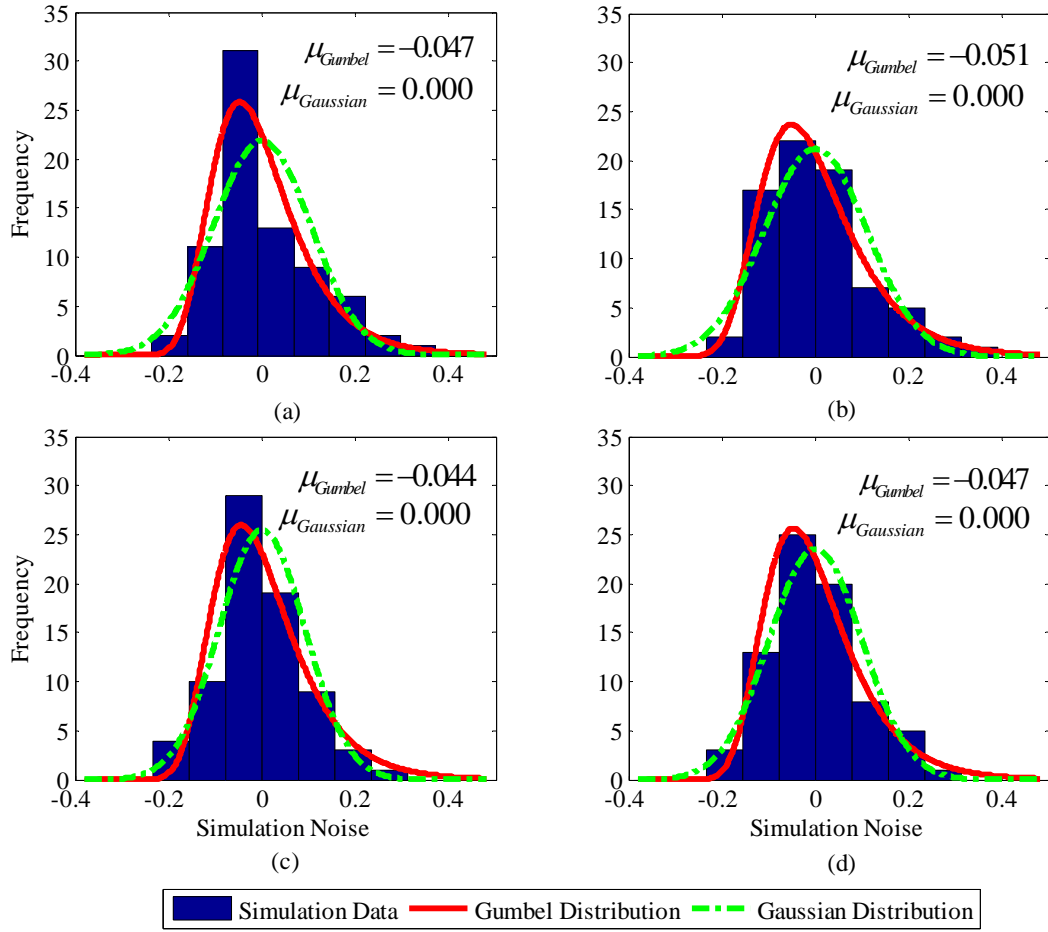 35
30
25
20
15
10
5
0
Frequency
μGumbel = −0.047
μGaussian = 0.000
-0.4 -0.2 0 0.2 0.4
(a)
35
30
25
20
15
10
5
0
μGumbel = −0.051
μGaussian = 0.000
-0.4 -0.2 0 0.2 0.4
(b)
35
30
25
20
15
10
5
0
Frequency
μGumbel = −0.044
μGaussian = 0.000
-0.4 -0.2 0 0.2 0.4
Simulation Noise
(c)
35
30
25
20
15
10
5
0
μGumbel = −0.047
μGaussian = 0.000
-0.4 -0.2 0 0.2 0.4
Simulation Noise
(d)
Simulation Data Gumbel Distribution Gaussian Distribution